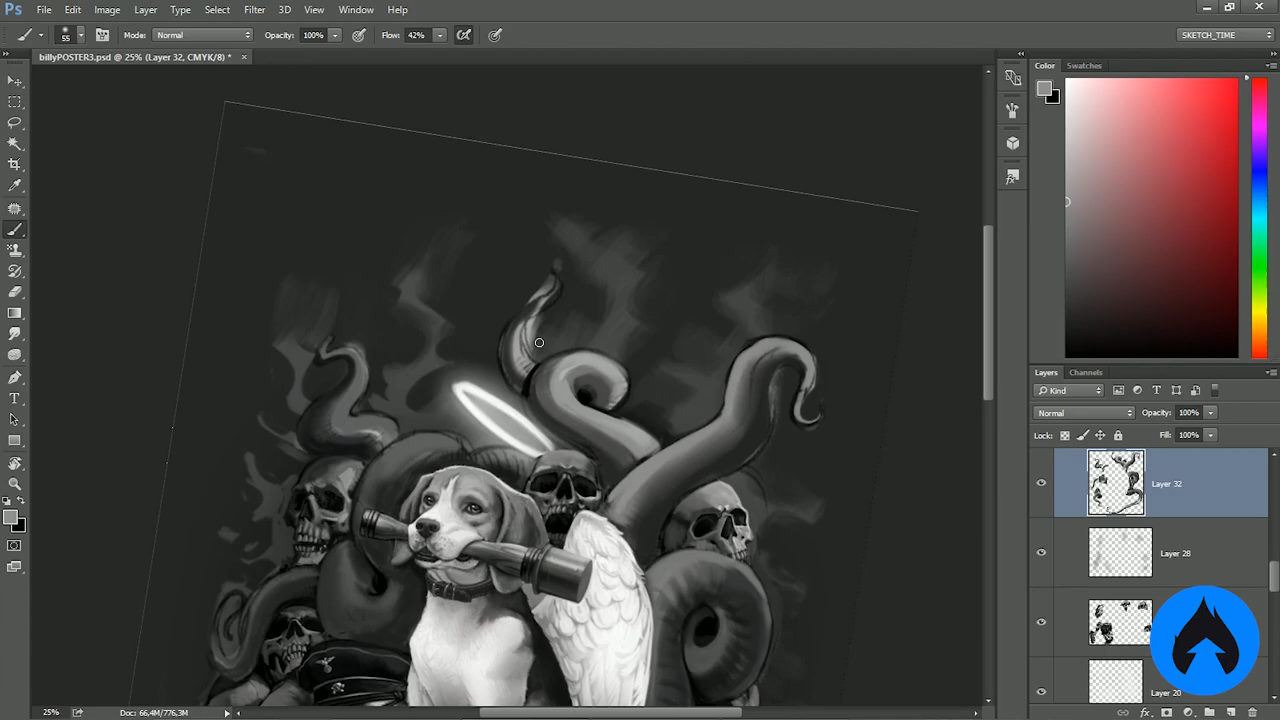 Ps File Edit Image Layer Type Select Filter 3D View Window Help
55 Mode: Normal Opacity: 100% Flow: 42% SKETCH_TIME
billyPOSTER3.psd @ 25% (Layer 32, CMYK/8) * ×
Color Swatches
Layers Channels
Kind
Normal Opacity: 100%
Lock: Fill: 100%
Layer 32
Layer 28
Layer 20
25% Doc: 66,4M/776,3M